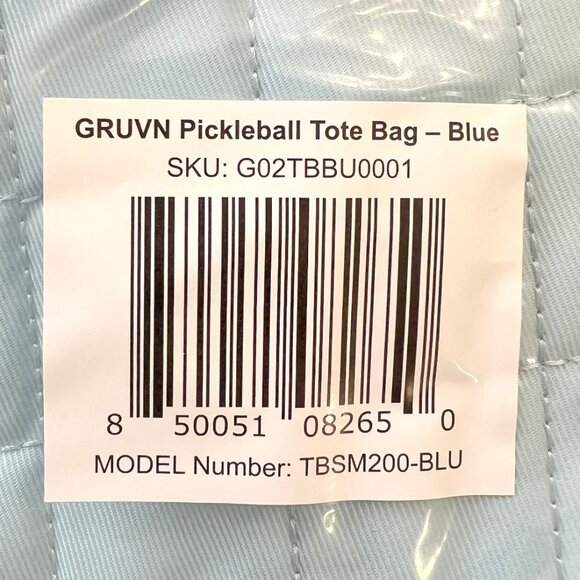 GRUVN Pickleball Tote Bag – Blue
SKU: G02TBBU0001
8 50051 08265 0
MODEL Number: TBSM200-BLU